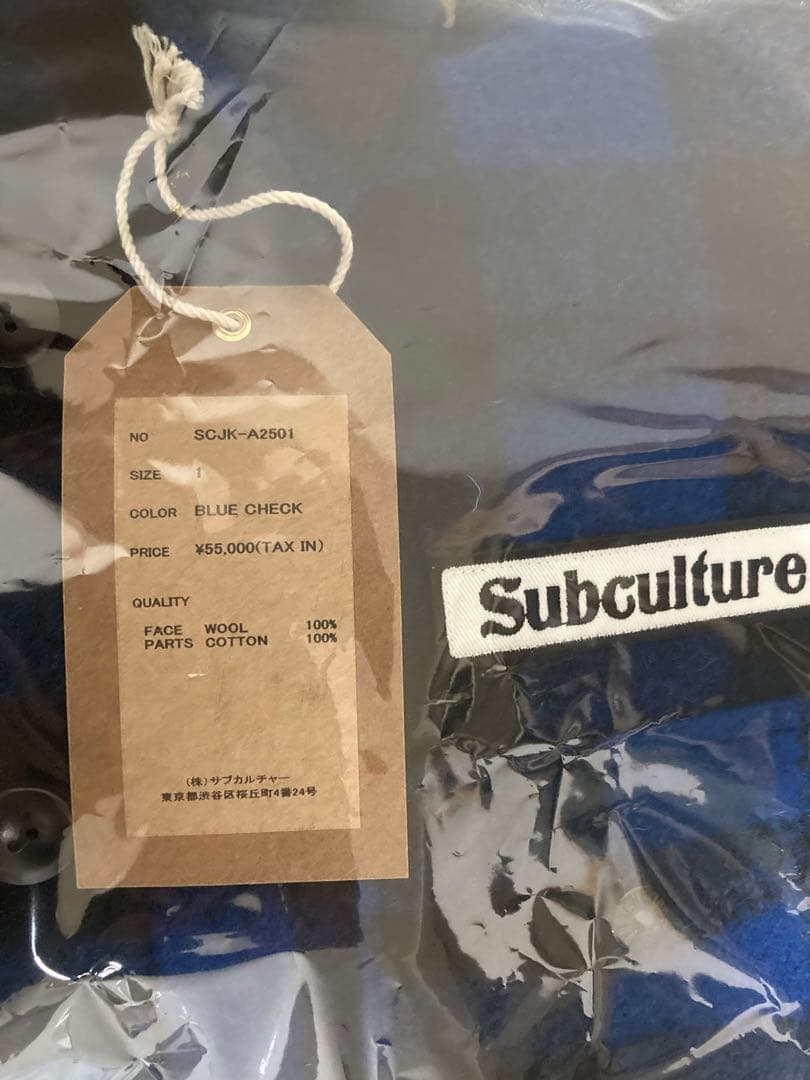 NO SCJK-A2501
SIZE 1
COLOR BLUE CHECK
PRICE ¥55,000(TAX IN)
QUALITY
FACE WOOL 100%
PARTS COTTON 100%
(株)サブカルチャー
東京都渋谷区桜丘町4番24号
Subculture